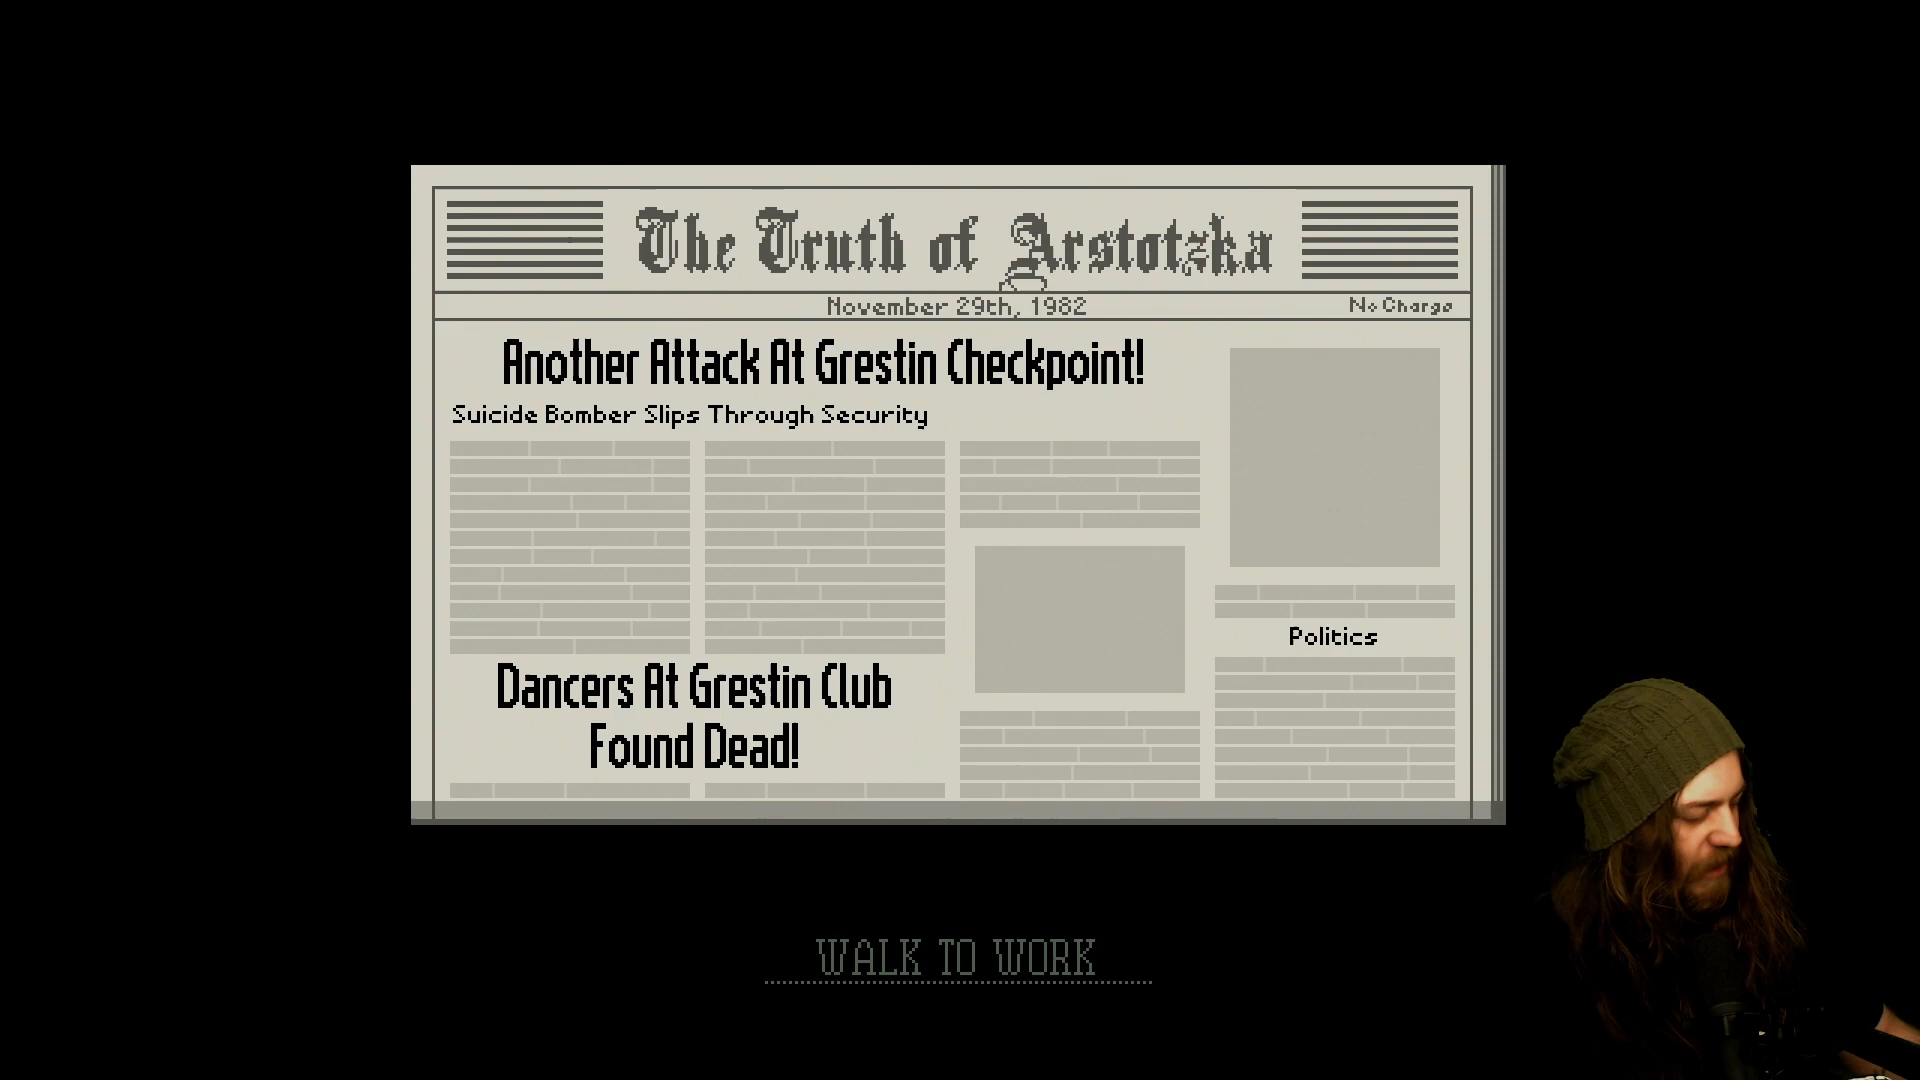 The Truth of Arstotzka
November 29th, 1982
No Charge
Another Attack At Grestin Checkpoint!
Suicide Bomber Slips Through Security
Politics
Dancers At Grestin Club
Found Dead!
WALK TO WORK